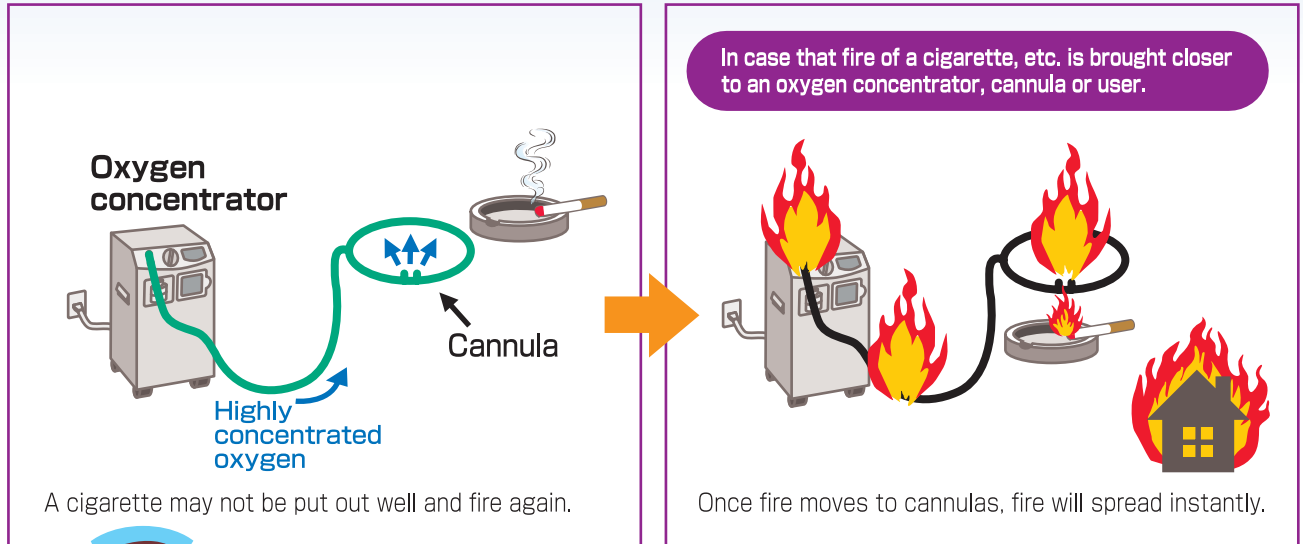 Oxygen
concentrator
Cannula
Highly
concentrated
oxygen
A cigarette may not be put out well and fire again.
In case that fire of a cigarette, etc. is brought closer
to an oxygen concentrator, cannula or user.
Once fire moves to cannulas, fire will spread instantly.